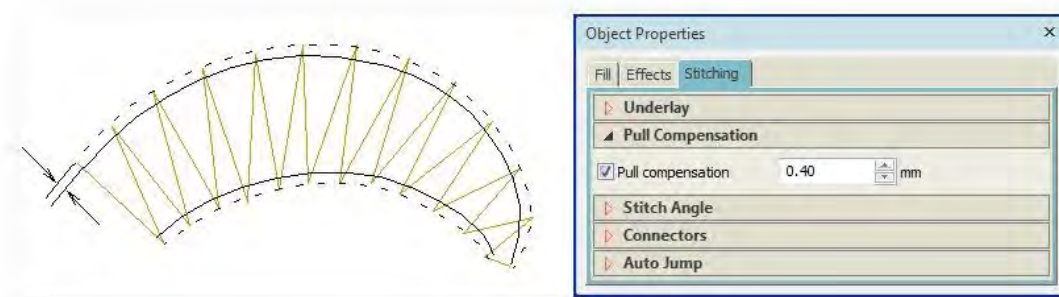 Object Properties
Fill Effects Stitching
Underlay
Pull Compensation
Pull compensation 0.40 mm
Stitch Angle
Connectors
Auto Jump